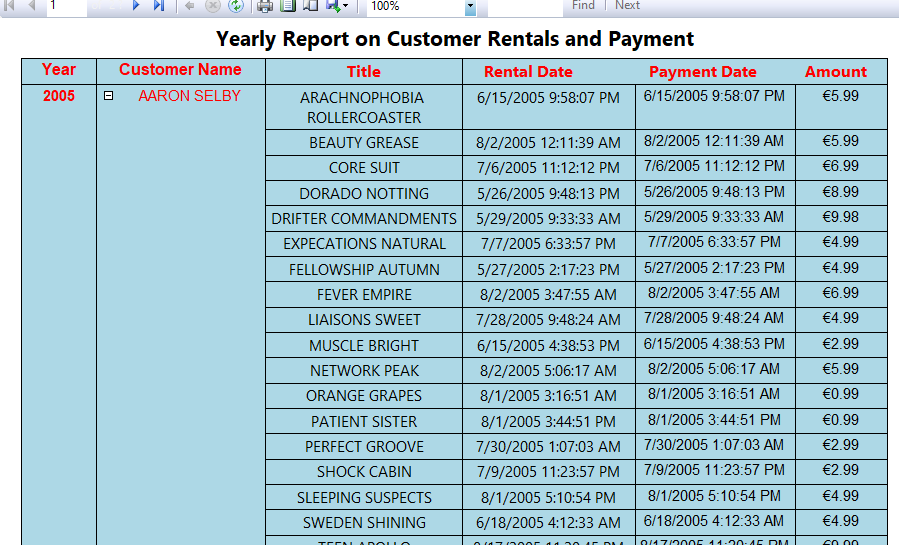 1
100%
Find
Next
Yearly Report on Customer Rentals and Payment
Year Customer Name Title Rental Date Payment Date Amount
2005 AARON SELBY ARACHNOPHOBIA 6/15/2005 9:58:07 PM 6/15/2005 9:58:07 PM €5.99
ROLLERCOASTER
BEAUTY GREASE 8/2/2005 12:11:39 AM 8/2/2005 12:11:39 AM €5.99
CORE SUIT 7/6/2005 11:12:12 PM 7/6/2005 11:12:12 PM €6.99
DORADO NOTTING 5/26/2005 9:48:13 PM 5/26/2005 9:48:13 PM €8.99
DRIFTER COMMANDMENTS 5/29/2005 9:33:33 AM 5/29/2005 9:33:33 AM €9.98
EXPECATIONS NATURAL 7/7/2005 6:33:57 PM 7/7/2005 6:33:57 PM €4.99
FELLOWSHIP AUTUMN 5/27/2005 2:17:23 PM 5/27/2005 2:17:23 PM €4.99
FEVER EMPIRE 8/2/2005 3:47:55 AM 8/2/2005 3:47:55 AM €6.99
LIAISONS SWEET 7/28/2005 9:48:24 AM 7/28/2005 9:48:24 AM €4.99
MUSCLE BRIGHT 6/15/2005 4:38:53 PM 6/15/2005 4:38:53 PM €2.99
NETWORK PEAK 8/2/2005 5:06:17 AM 8/2/2005 5:06:17 AM €5.99
ORANGE GRAPES 8/1/2005 3:16:51 AM 8/1/2005 3:16:51 AM €0.99
PATIENT SISTER 8/1/2005 3:44:51 PM 8/1/2005 3:44:51 PM €0.99
PERFECT GROOVE 7/30/2005 1:07:03 AM 7/30/2005 1:07:03 AM €2.99
SHOCK CABIN 7/9/2005 11:23:57 PM 7/9/2005 11:23:57 PM €2.99
SLEEPING SUSPECTS 8/1/2005 5:10:54 PM 8/1/2005 5:10:54 PM €4.99
SWEDEN SHINING 6/18/2005 4:12:33 AM 6/18/2005 4:12:33 AM €4.99